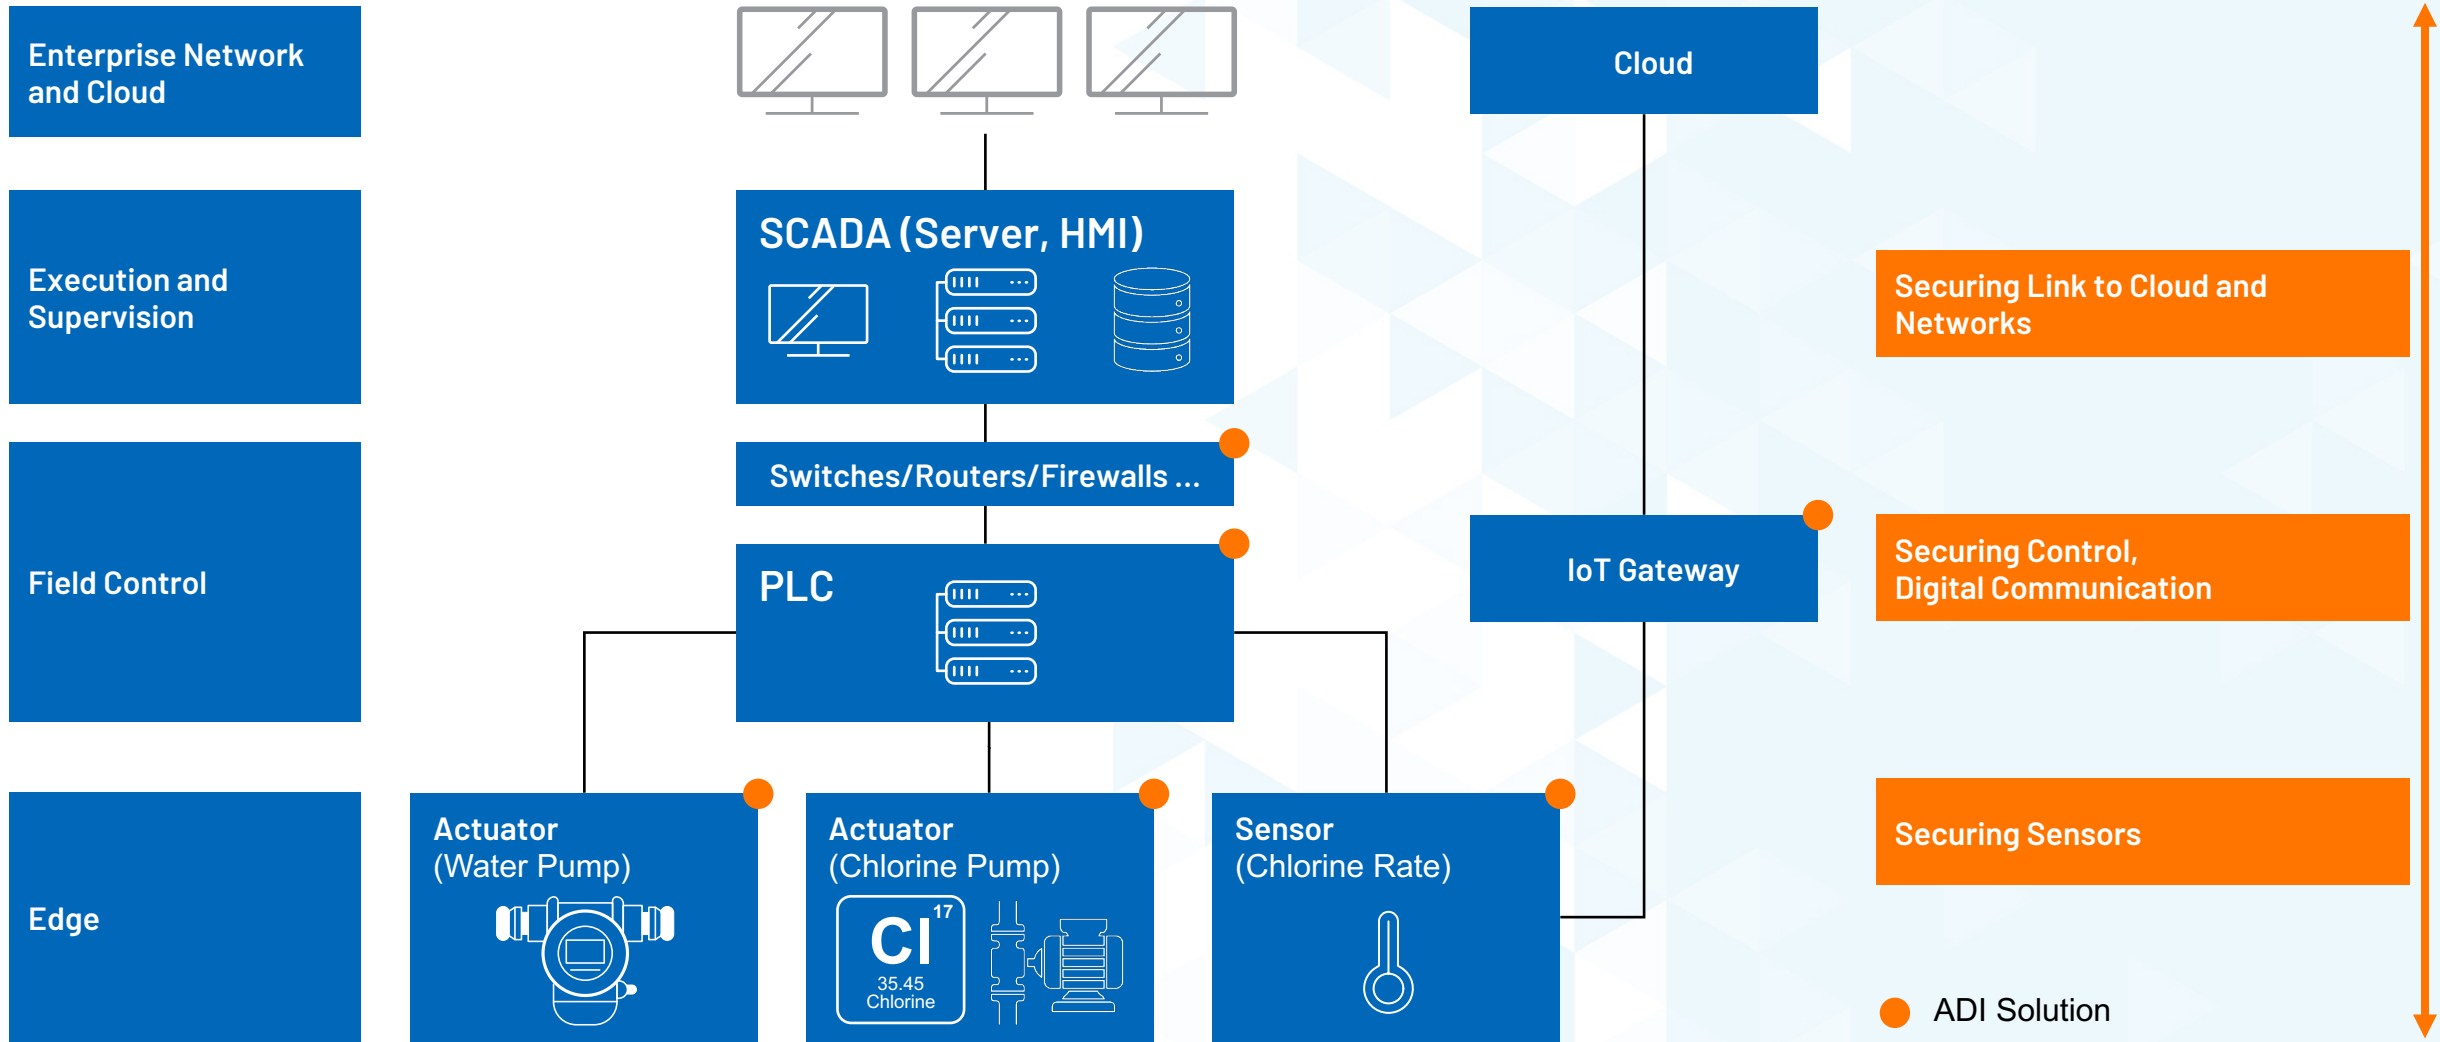 Enterprise Network
and Cloud
Cloud
Execution and
Supervision
SCADA (Server, HMI)
Securing Link to Cloud and
Networks
Switches/Routers/Firewalls ...
Field Control
PLC
IoT Gateway
Securing Control,
Digital Communication
Edge
Actuator
(Water Pump)
Actuator
(Chlorine Pump)
Cl
17
35.45
Chlorine
Sensor
(Chlorine Rate)
Securing Sensors
ADI Solution